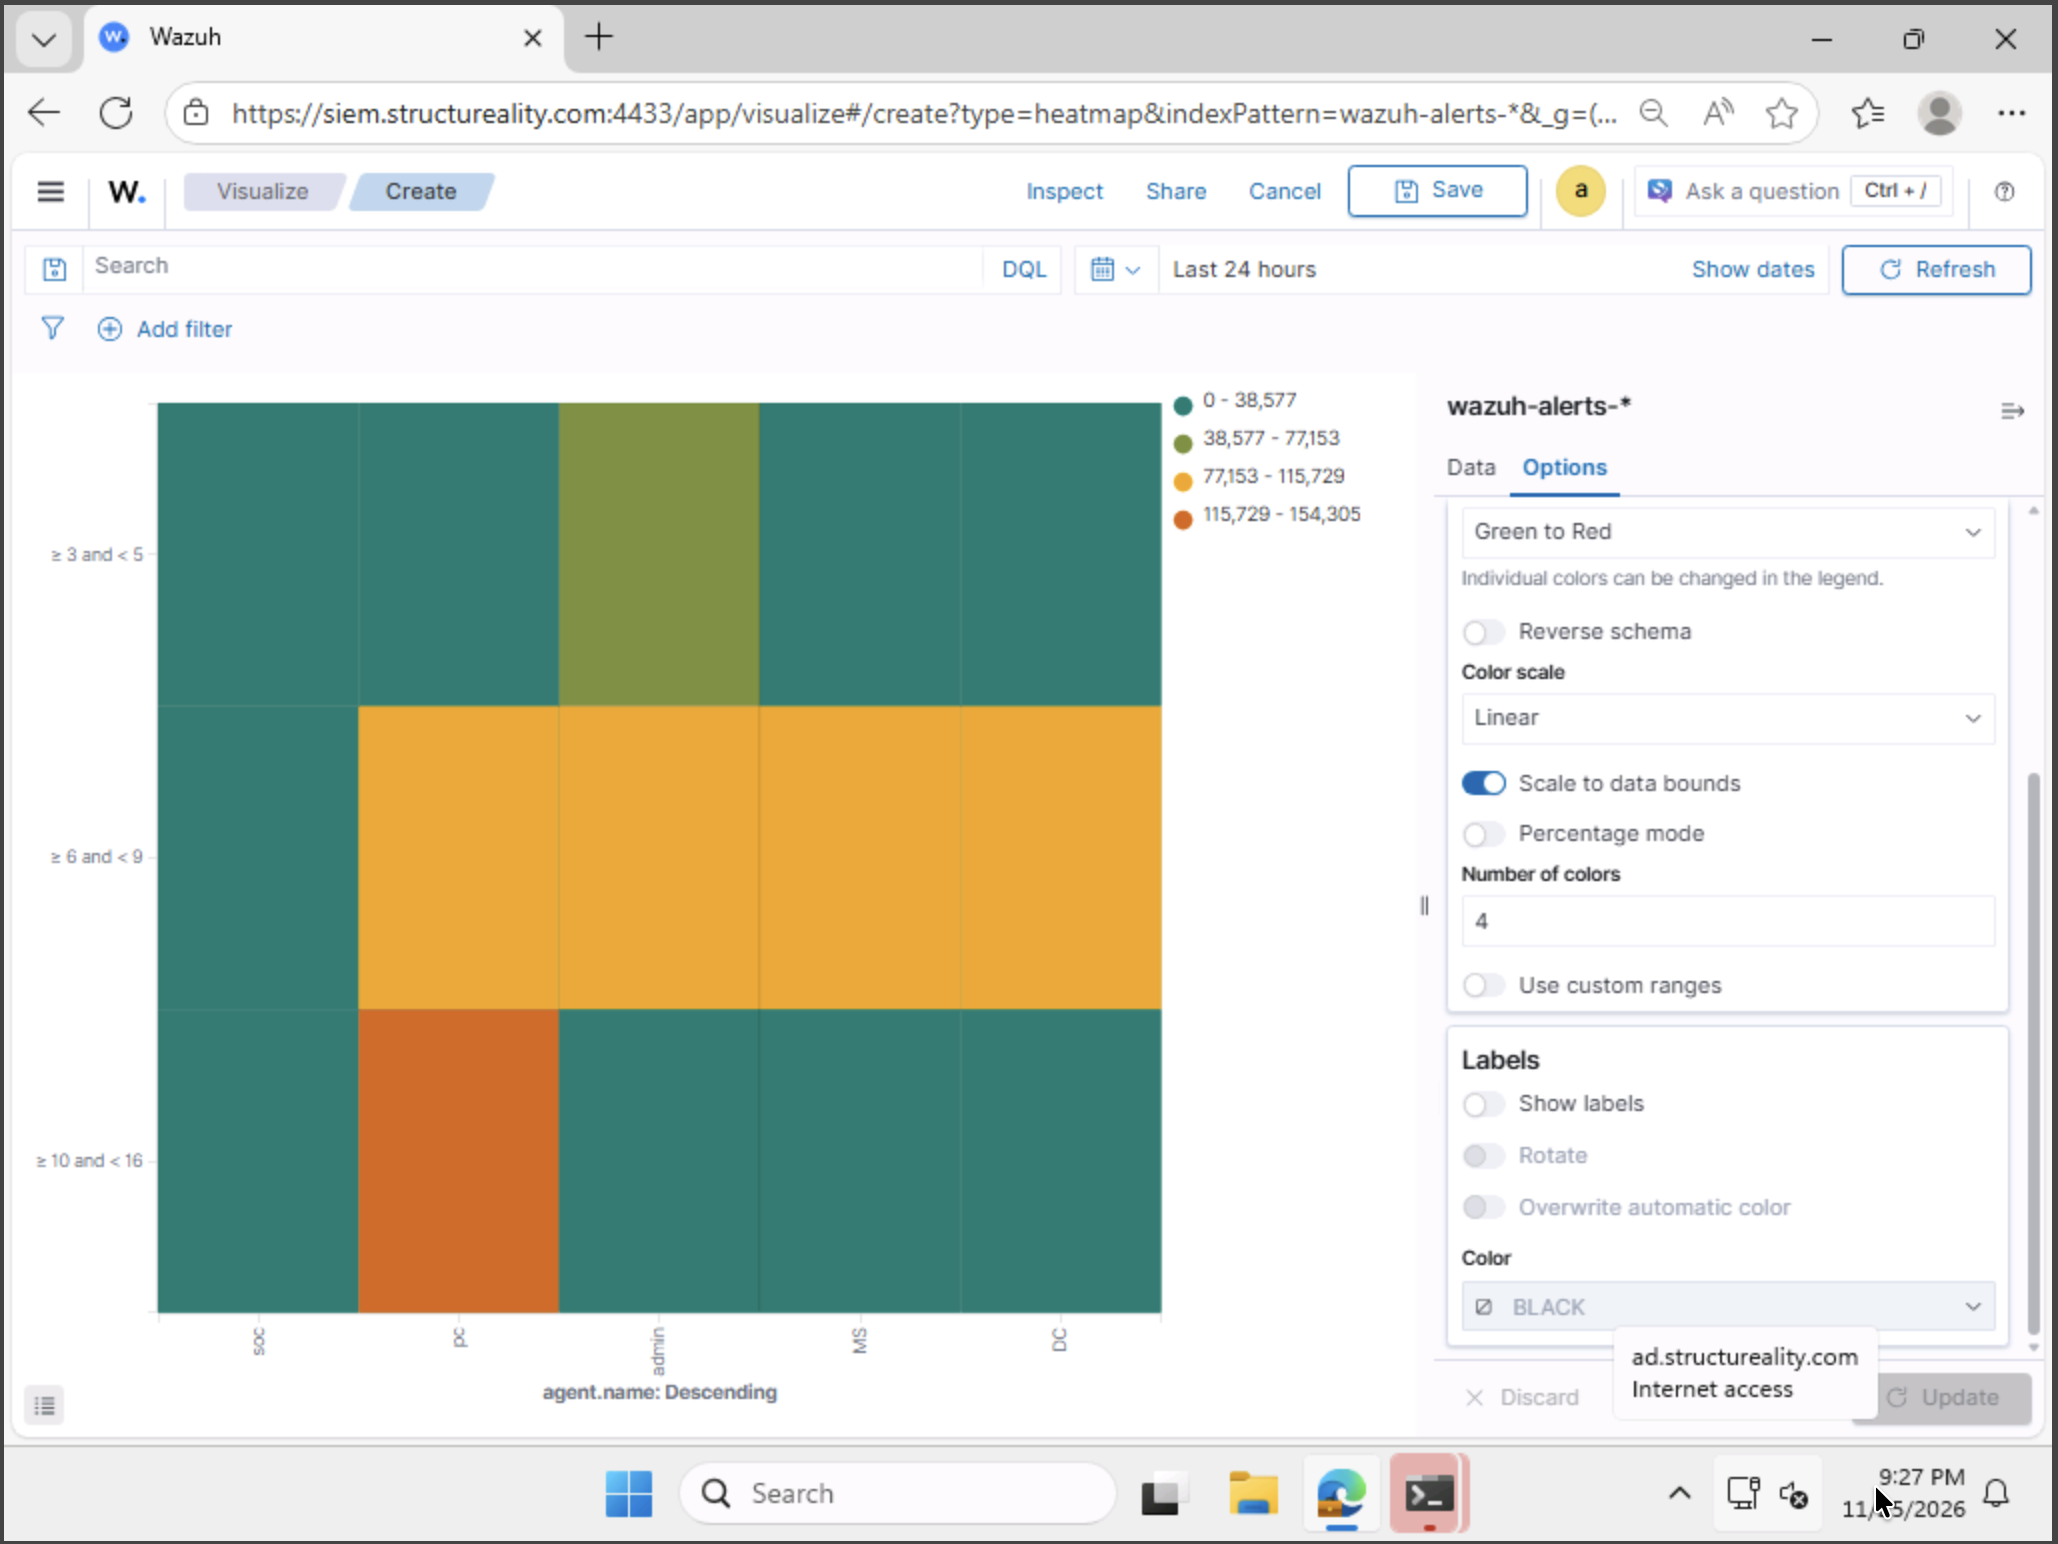 Wazuh
https://siem.structureality.com:4433/app/visualize#/create?type=heatmap&indexPattern=wazuh-alerts-*&_g=(...
W. Visualize Create Inspect Share Cancel Save a Ask a question Ctrl + /
Search DQL Last 24 hours Show dates Refresh
Add filter
0 - 38,577
38,577 - 77,153
77,153 - 115,729
115,729 - 154,305
≥ 3 and < 5
≥ 6 and < 9
≥ 10 and < 16
soc
pc
admin
MS
DC
agent.name: Descending
wazuh-alerts-*
Data Options
Green to Red
Individual colors can be changed in the legend.
Reverse schema
Color scale
Linear
Scale to data bounds
Percentage mode
Number of colors
4
Use custom ranges
Labels
Show labels
Rotate
Overwrite automatic color
Color
BLACK
ad.structureality.com
Internet access
Discard Update
Search
9:27 PM